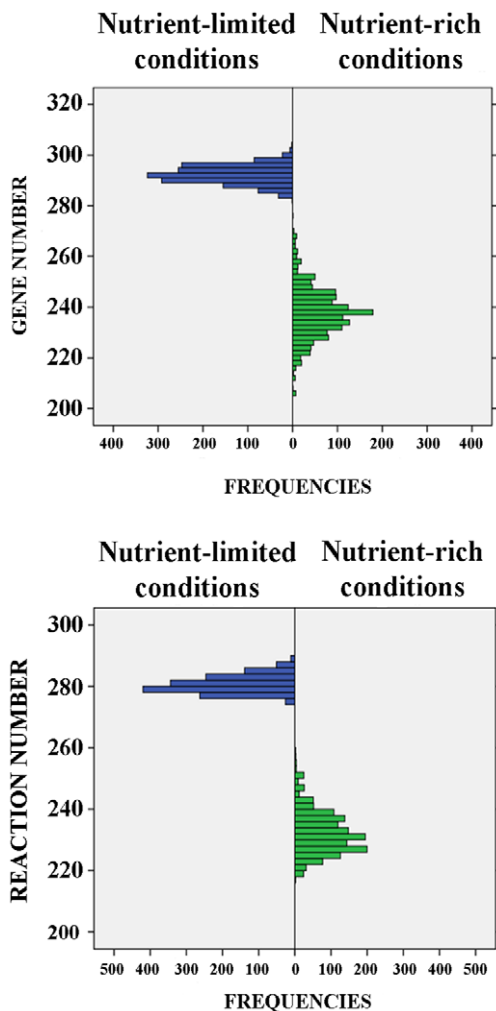 Nutrient-limited conditions
Nutrient-rich conditions
GENE NUMBER
320
300
280
260
240
220
200
400 300 200 100 0 100 200 300 400
FREQUENCIES
Nutrient-limited conditions
Nutrient-rich conditions
REACTION NUMBER
300
280
260
240
220
200
500 400 300 200 100 0 100 200 300 400 500
FREQUENCIES